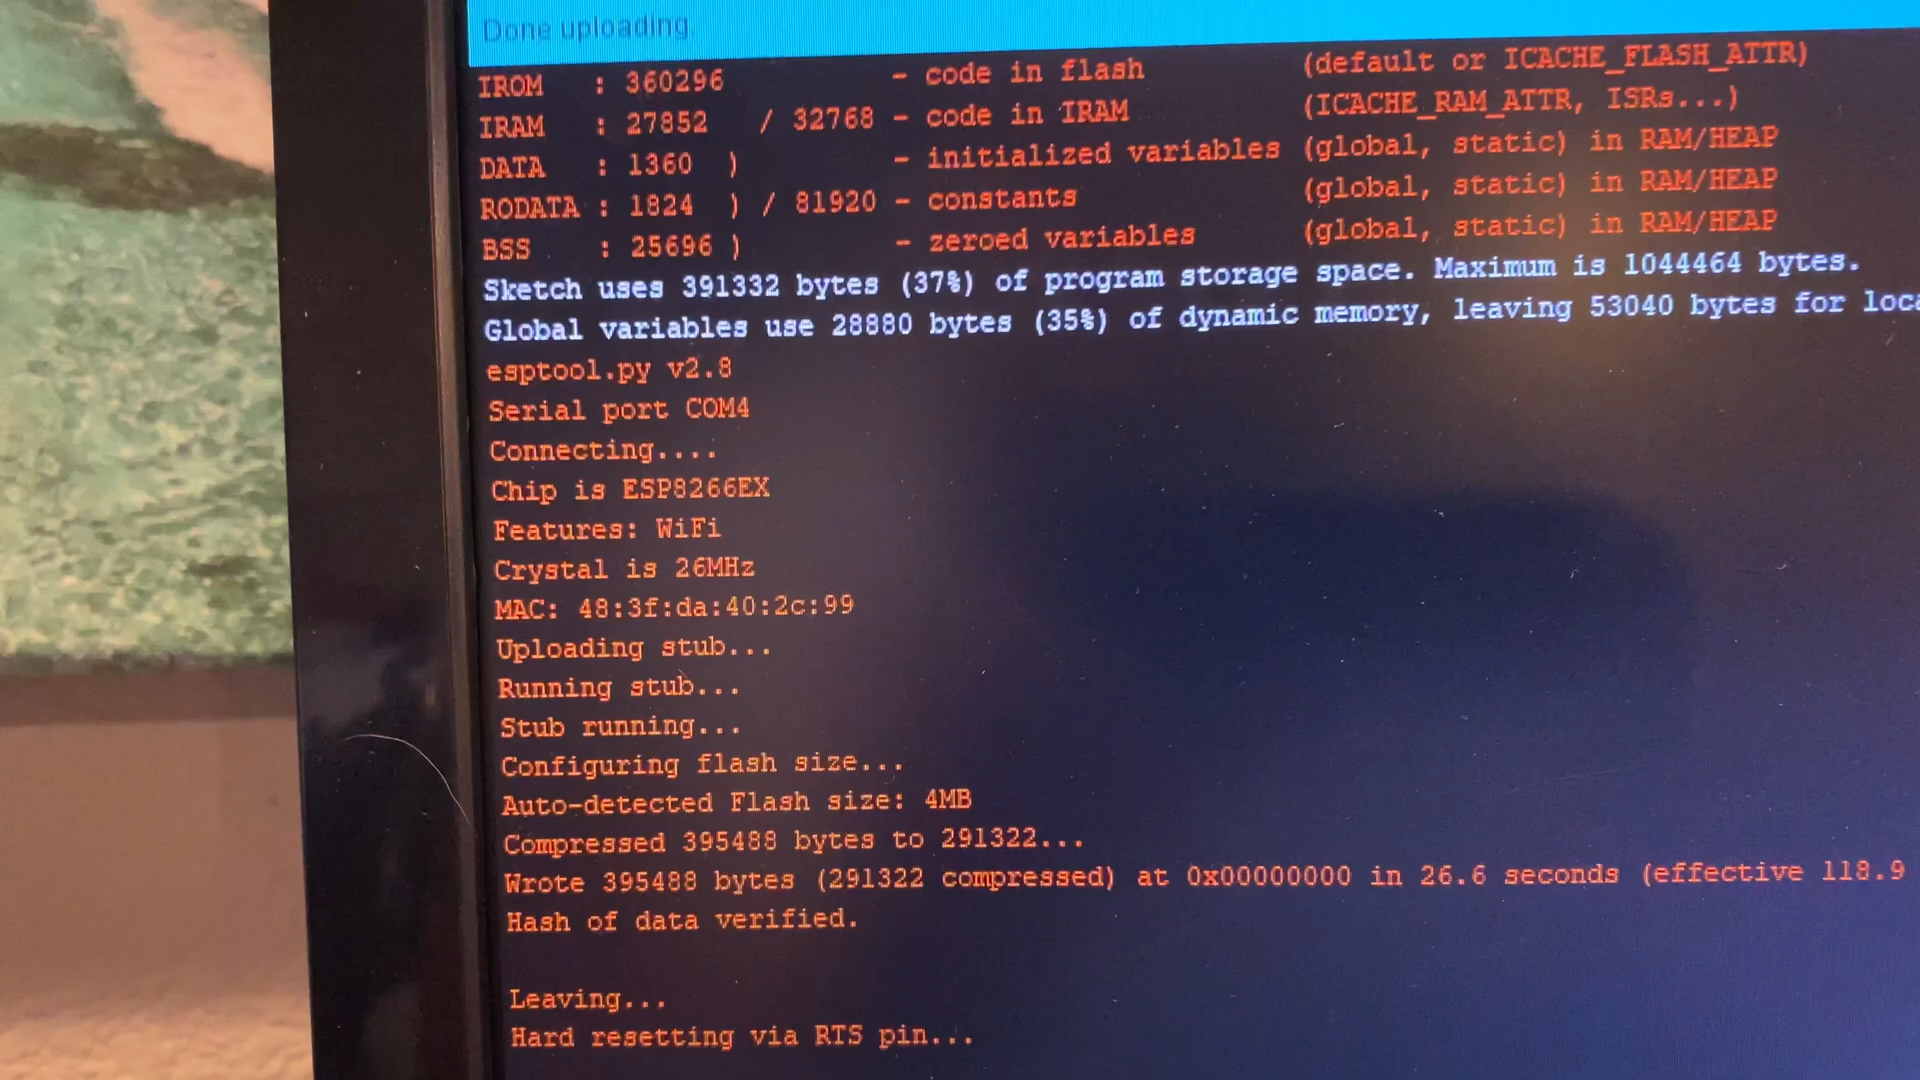 Done uploading
IROM : 360296 - code in flash (default or ICACHE_FLASH_ATTR)
IRAM : 27852 / 32768 - code in IRAM (ICACHE_RAM_ATTR, ISRs...)
DATA : 1360 ) - initialized variables (global, static) in RAM/HEAP
RODATA : 1824 ) / 81920 - constants (global, static) in RAM/HEAP
BSS : 25696 ) - zeroed variables (global, static) in RAM/HEAP
Sketch uses 391332 bytes (37%) of program storage space. Maximum is 1044464 bytes.
Global variables use 28880 bytes (35%) of dynamic memory, leaving 53040 bytes for
esptool.py v2.8
Serial port COM4
Connecting....
Chip is ESP8266EX
Features: WiFi
Crystal is 26MHz
MAC: 48:3f:da:40:2c:99
Uploading stub...
Running stub...
Stub running...
Configuring flash size...
Auto-detected Flash size: 4MB
Compressed 395488 bytes to 291322...
Wrote 395488 bytes (291322 compressed) at 0x00000000 in 26.6 seconds (effective 118.9
Hash of data verified.
Leaving...
Hard resetting via RTS pin...